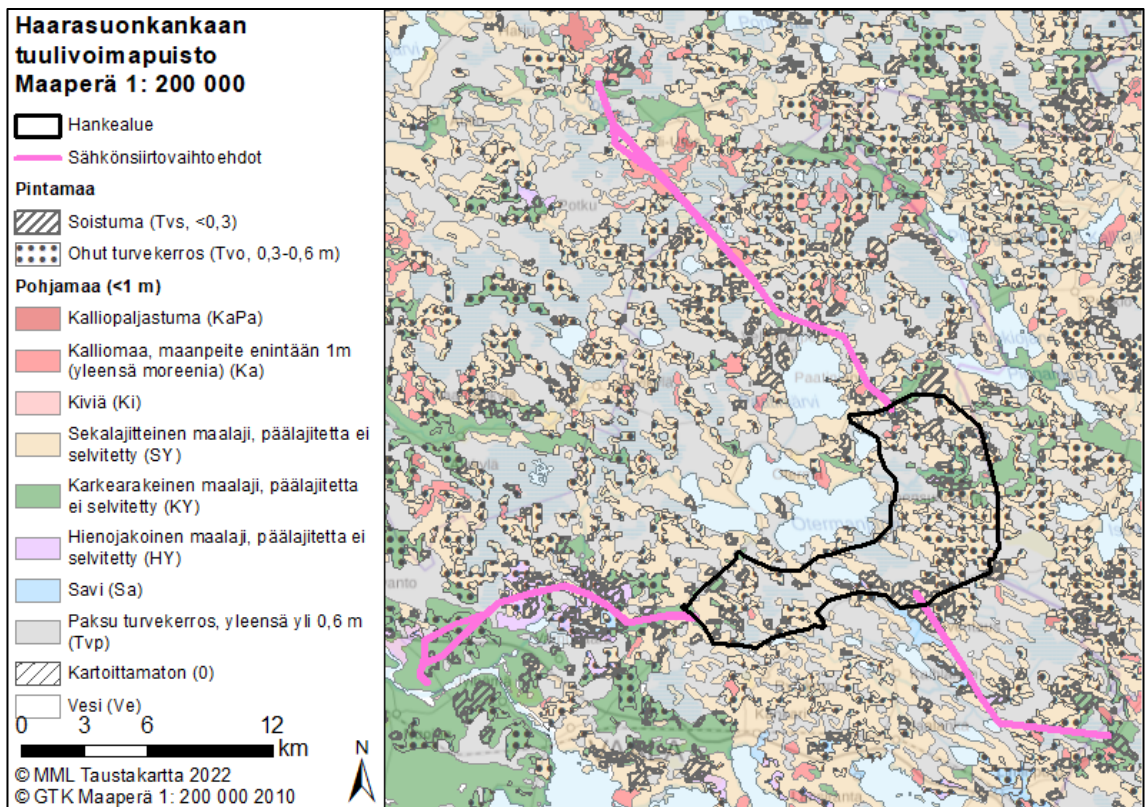 Haarasuonkankaan
tuulivoimapuisto
Maaperä 1: 200 000
Hankealue
Sähkönsiirtovaihtoehdot
Pintamaa
Soistuma (Tvs, <0,3)
Ohut turvekerros (Tvo, 0,3-0,6 m)
Pohjamaa (<1 m)
Kalliopaljastuma (KaPa)
Kalliomaa, maanpeite enintään 1m
(yleensä moreenia) (Ka)
Kiviä (Ki)
Sekalajitteinen maalaji, päälajitetta ei
selvitetty (SY)
Karkearakeinen maalaji, päälajitetta
ei selvitetty (KY)
Hienojakoinen maalaji, päälajitetta ei
selvitetty (HY)
Savi (Sa)
Paksu turvekerros, yleensä yli 0,6 m
(Tvp)
Kartoittamaton (0)
Vesi (Ve)
0 3 6 12
km
N
© MML Taustakartta 2022
© GTK Maaperä 1: 200 000 2010
Potku